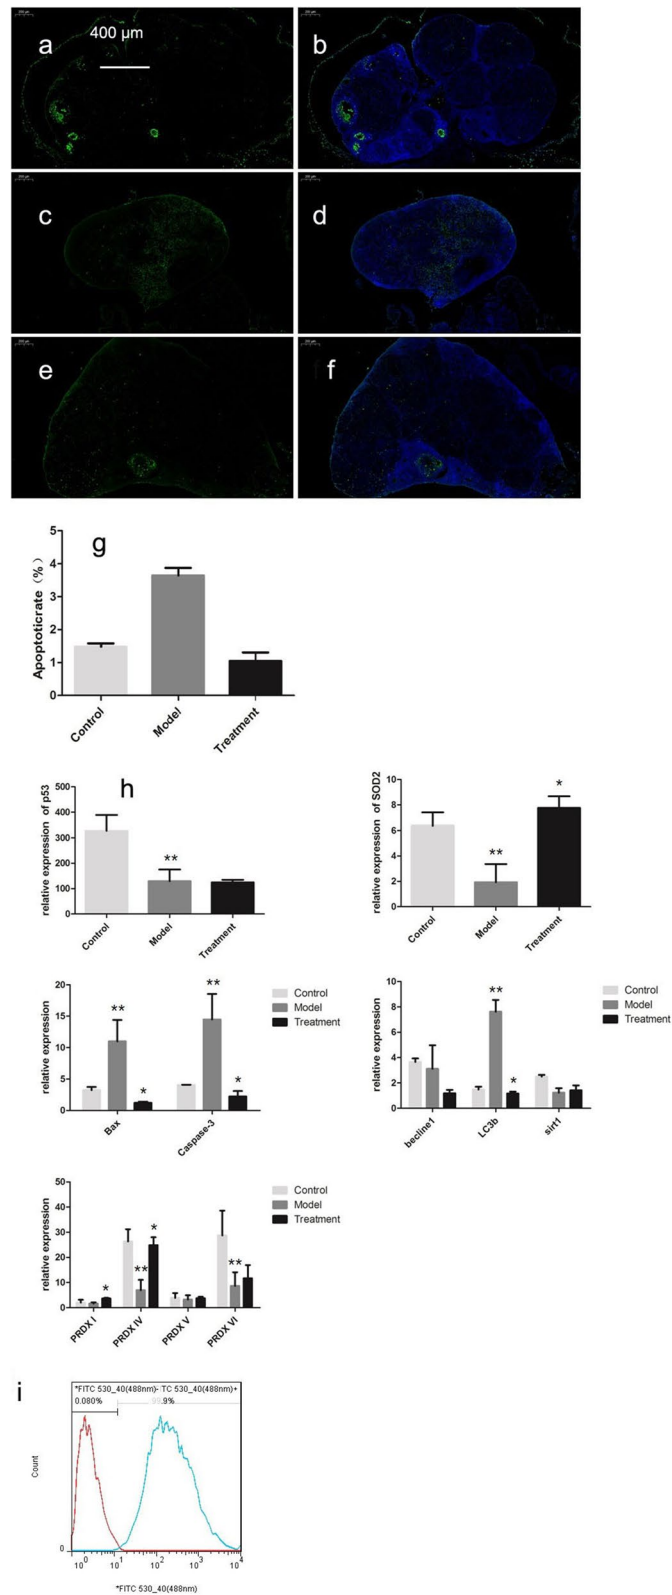 a
400 μm
b
c
d
e
f
g
Apoptoticrate (%)
5
4
3
2
1
0
Control
Model
Treatment
h
relative expression of p53
500
400
300
200
100
0
**
Control
Model
Treatment
relative expression of SOD2
10
8
6
4
2
0
**
*
Control
Model
Treatment
relative expression
20
15
10
5
0
**
*
**
*
Bax
Caspase-3
Control
Model
Treatment
relative expression
10
8
6
4
2
0
**
*
becline1
LC3b
sirt1
Control
Model
Treatment
relative expression
40
30
20
10
0
*
**
*
**
PRDX I
PRDX IV
PRDX V
PRDX VI
Control
Model
Treatment
i
*FITC 530_40(488nm)- ITC 530_40(488nm)+
0.080% 99.9%
Count
0
10⁰ 10¹ 10² 10³ 10⁴
*FITC 530_40(488nm)